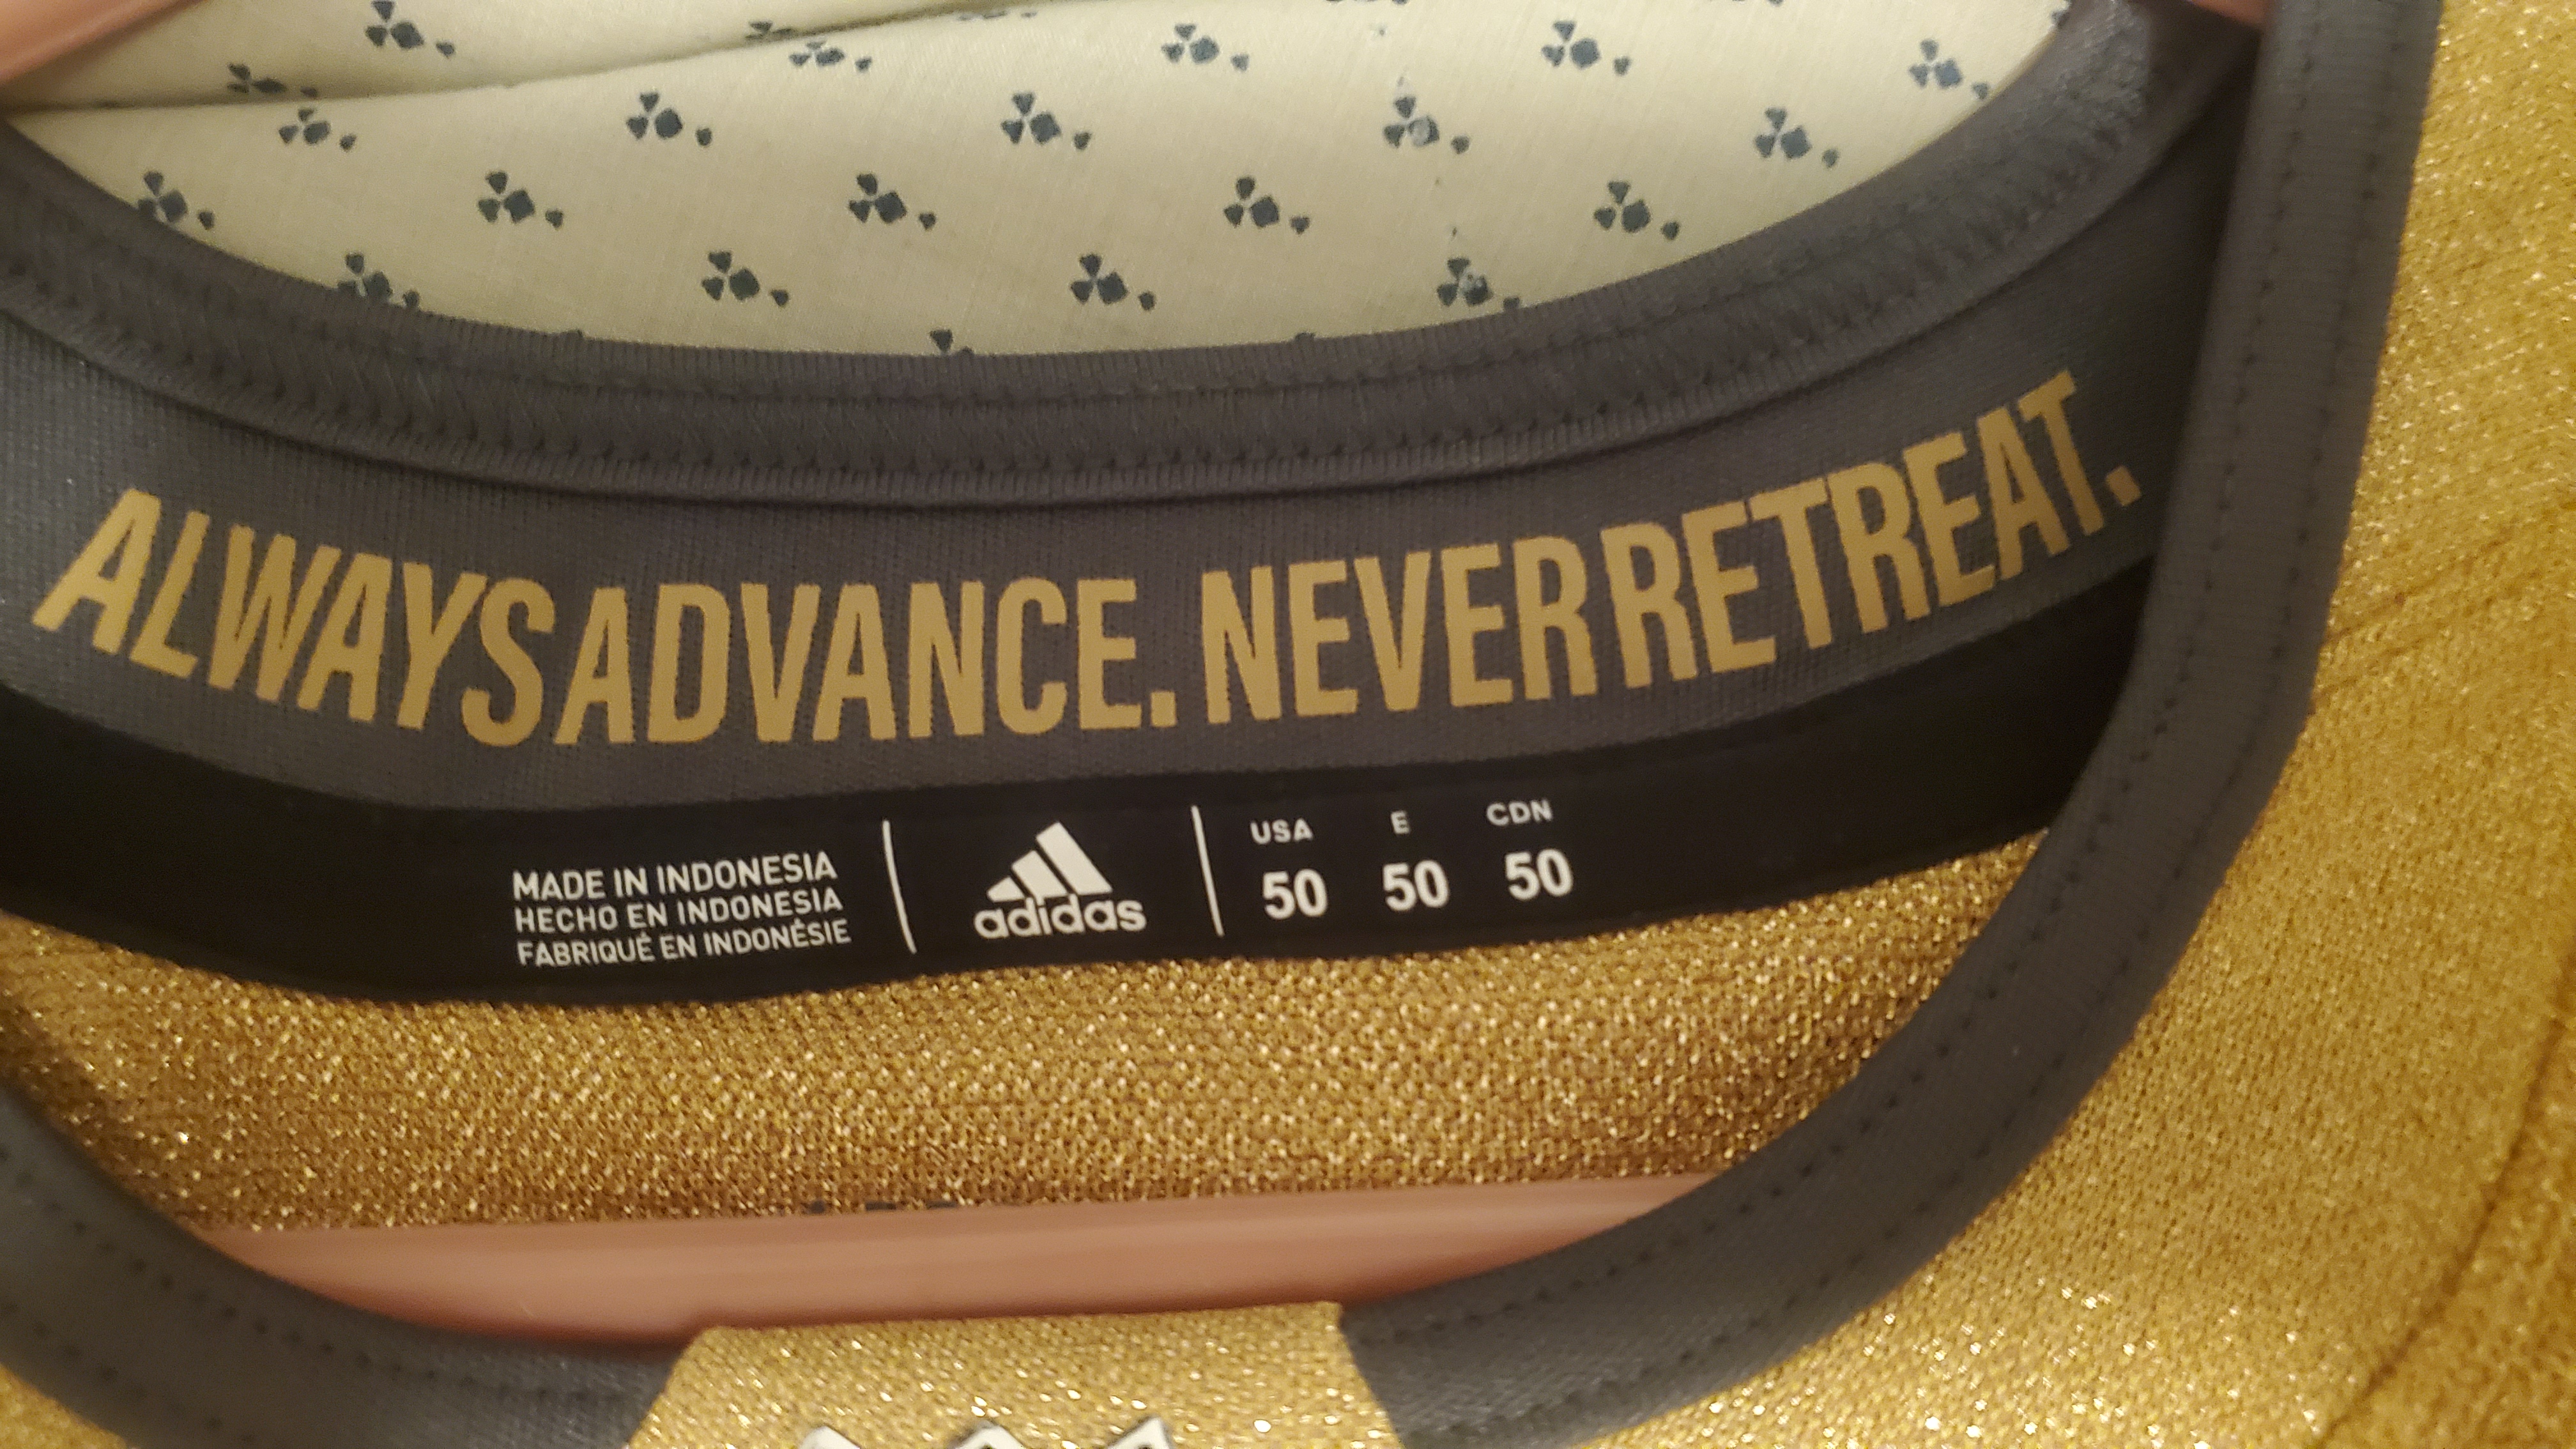 ALWAYS ADVANCE. NEVER RETREAT.
MADE IN INDONESIA
HECHO EN INDONESIA
FABRIQUÉ EN INDONÉSIE
adidas
USA E CDN
50 50 50